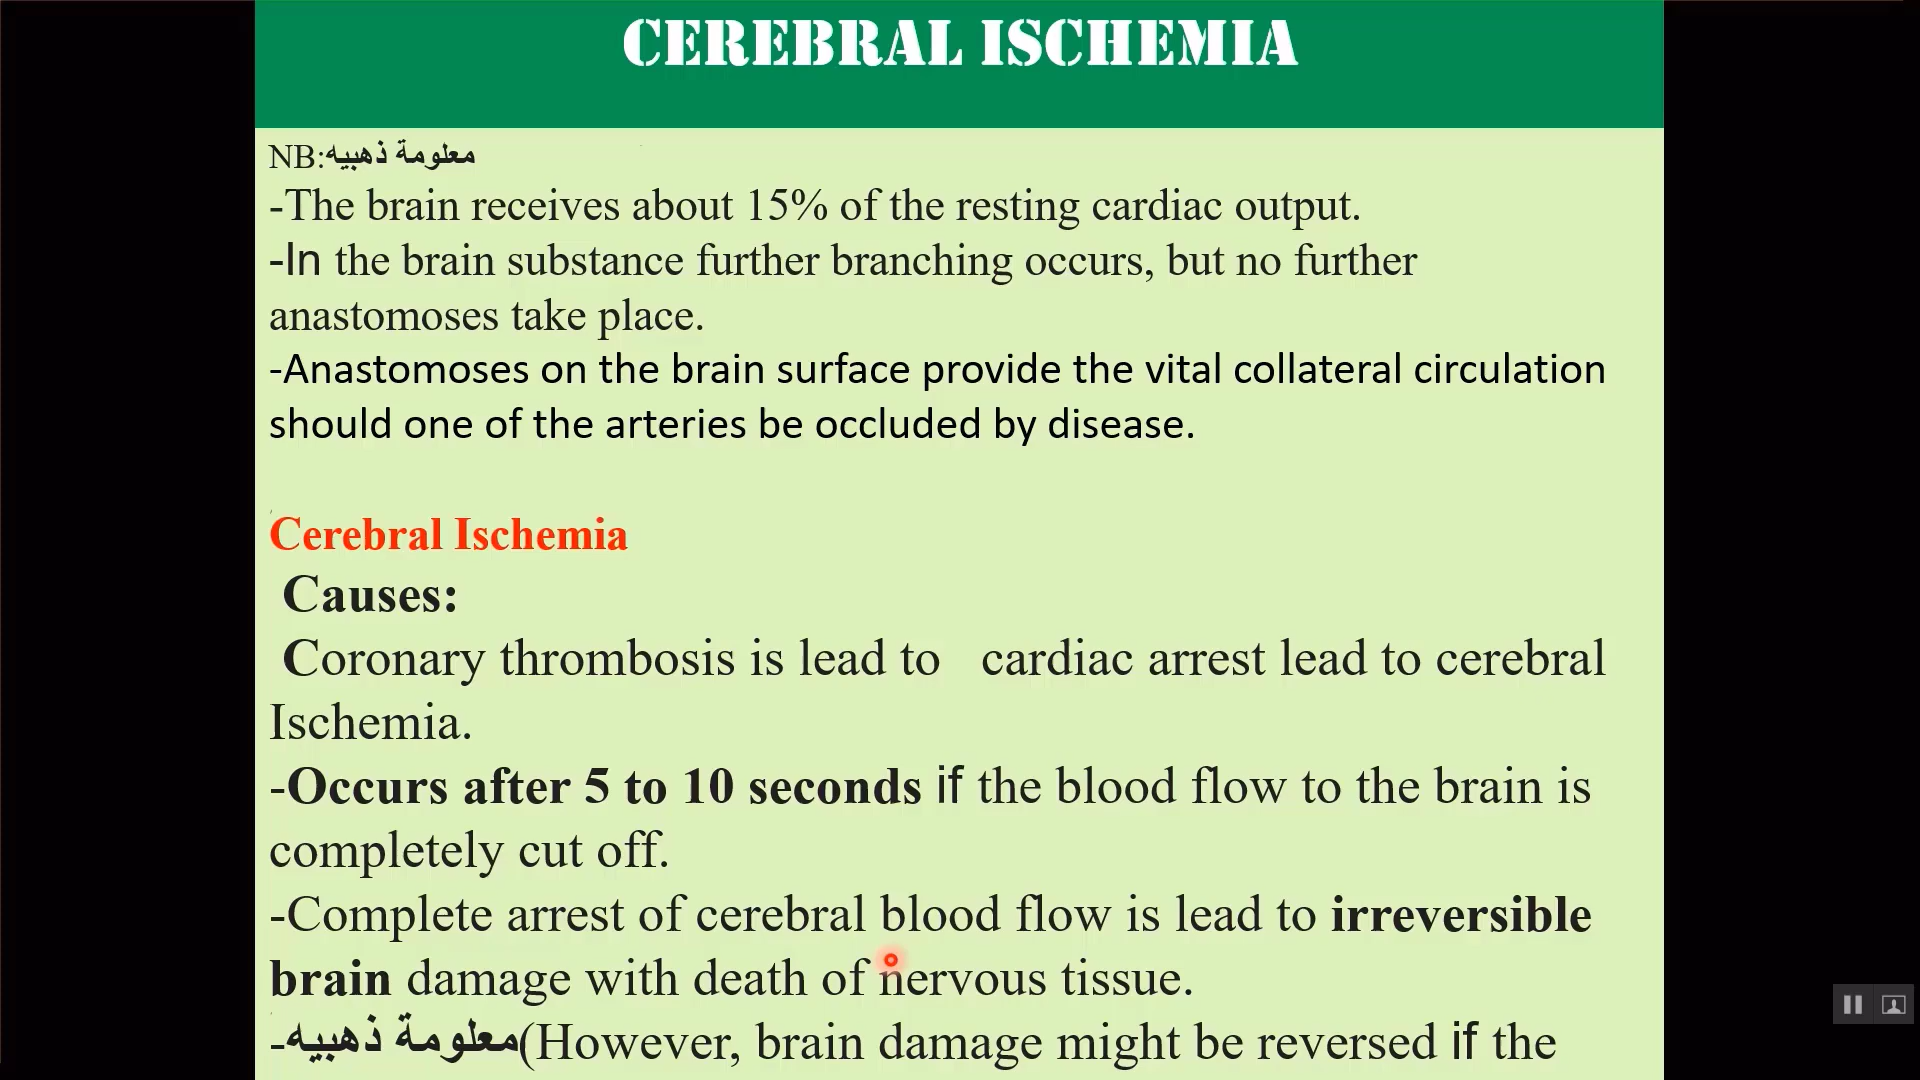 CEREBRAL ISCHEMIA
NB:معلومة ذهبيه
-The brain receives about 15% of the resting cardiac output.
-In the brain substance further branching occurs, but no further
anastomoses take place.
-Anastomoses on the brain surface provide the vital collateral circulation
should one of the arteries be occluded by disease.
Cerebral Ischemia
Causes:
Coronary thrombosis is lead to cardiac arrest lead to cerebral
Ischemia.
-Occurs after 5 to 10 seconds if the blood flow to the brain is
completely cut off.
-Complete arrest of cerebral blood flow is lead to irreversible
brain damage with death of nervous tissue.
-معلومة ذهبيه(However, brain damage might be reversed if the